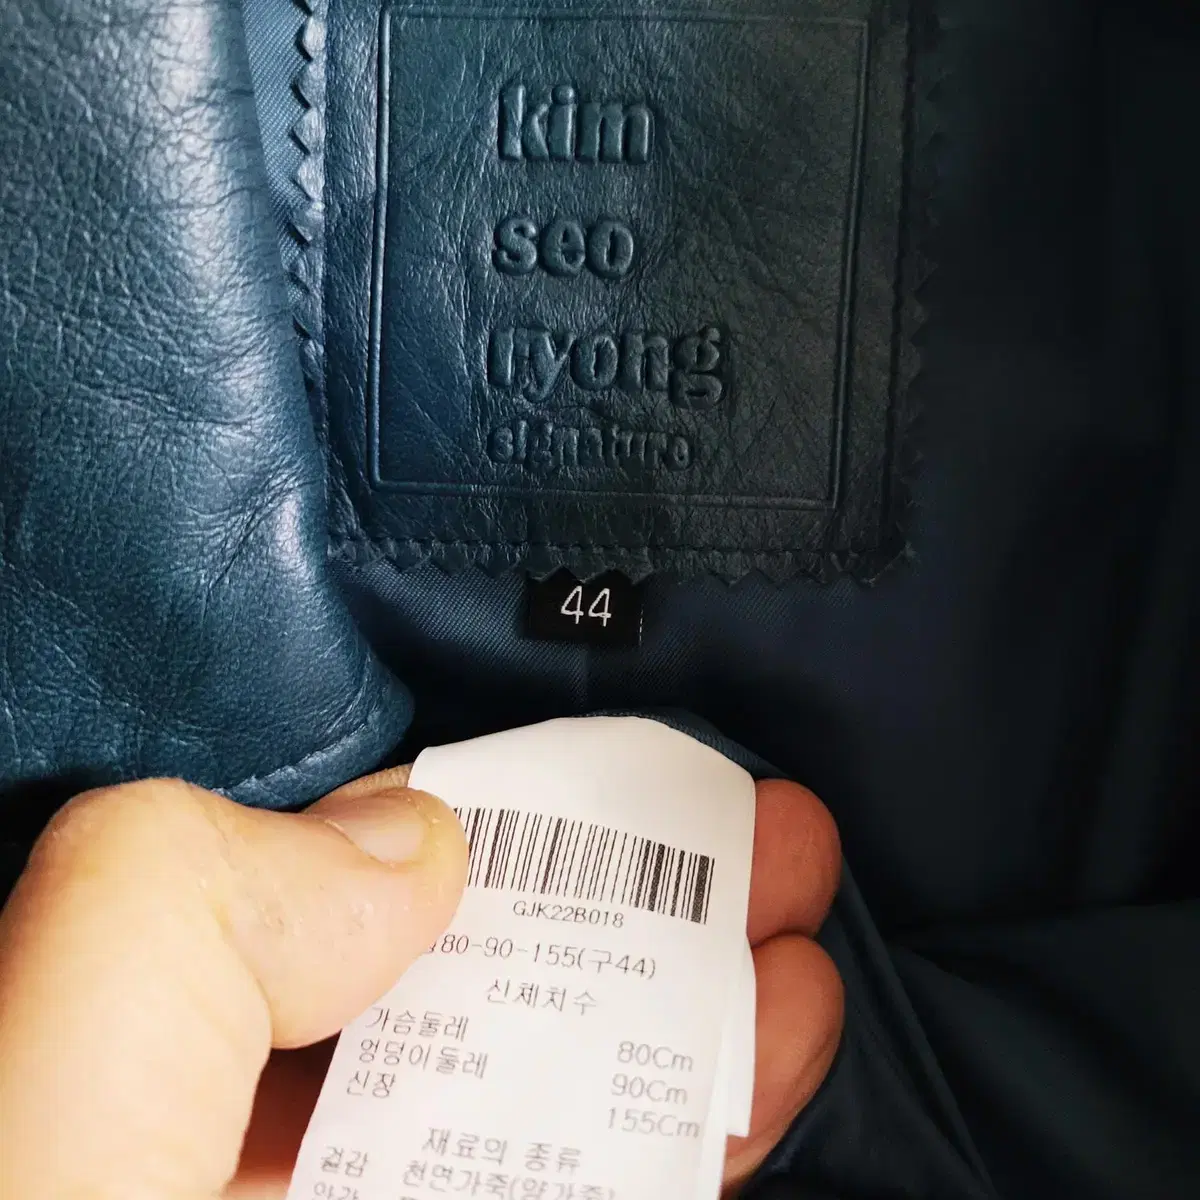 kim
seo
ryong
signature
44
GJK22B018
80-90-155(구44)
신체치수
가슴둘레 80Cm
엉덩이둘레 90Cm
신장 155Cm
재료의 종류
겉감 천연가죽(양가죽)